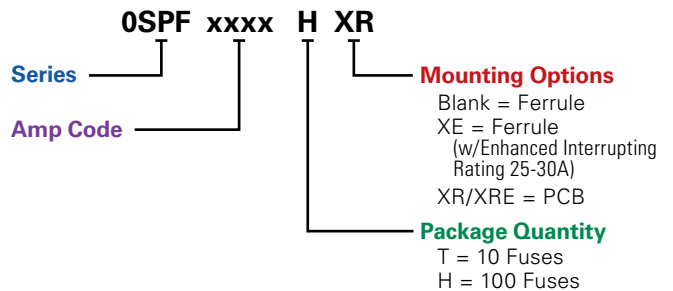 0SPF xxxx H XR
Series
Mounting Options
Blank = Ferrule
XE = Ferrule
(w/Enhanced Interrupting
Rating 25-30A)
XR/XRE = PCB
Amp Code
Package Quantity
T = 10 Fuses
H = 100 Fuses